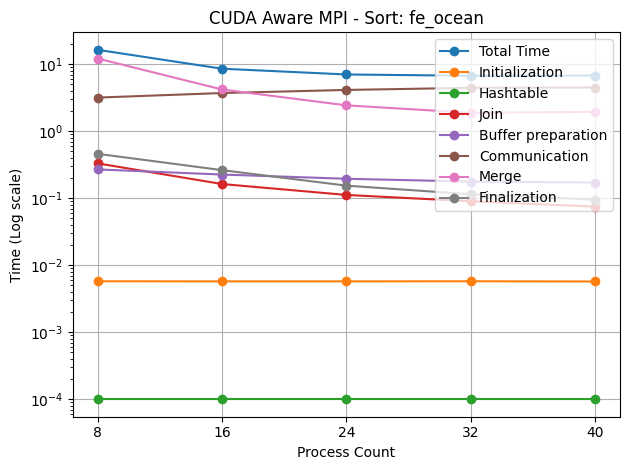 CUDA Aware MPI - Sort: fe_ocean
Total Time
Initialization
Hashtable
Join
Buffer preparation
Communication
Merge
Finalization
Time (Log scale)
10¹
10⁰
10⁻¹
10⁻²
10⁻³
10⁻⁴
8 16 24 32 40
Process Count